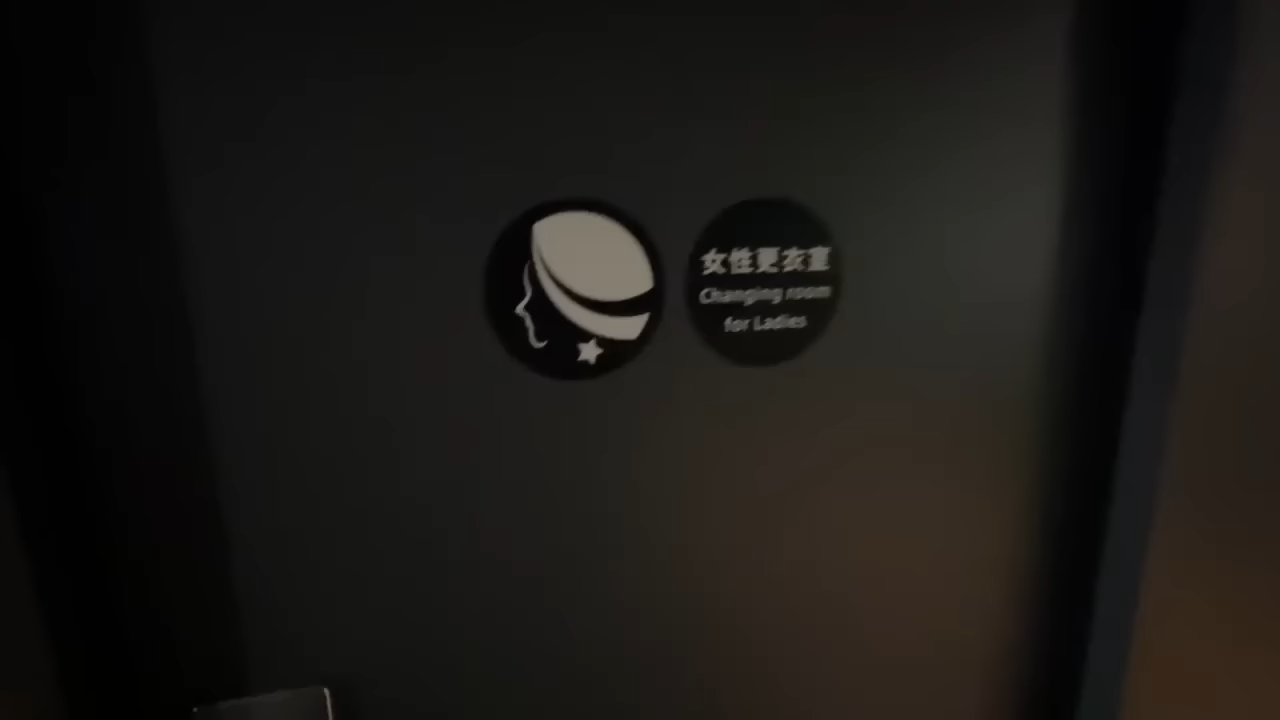 女性更衣室
Changing room
for Ladies